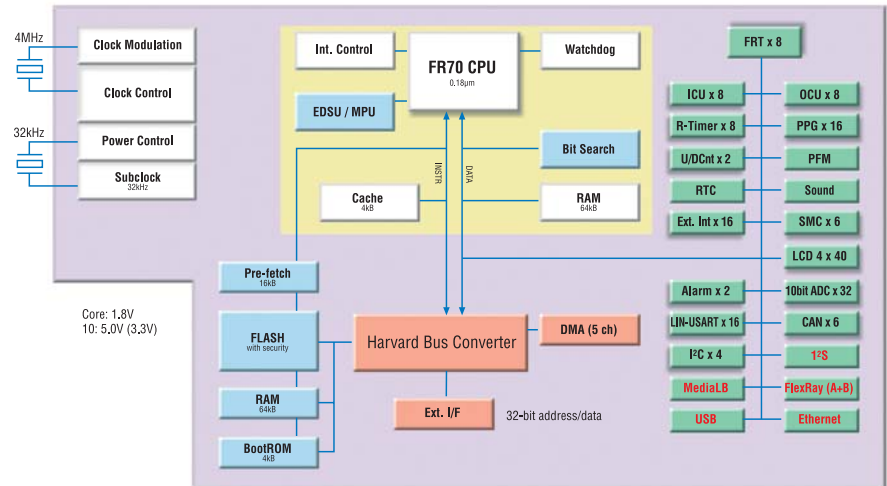 4MHz
Clock Modulation
Clock Control
32kHz
Power Control
Subclock
32kHz
Int. Control
FR70 CPU
0.18µm
Watchdog
EDSU / MPU
Bit Search
INSTR
DATA
Cache
4kB
RAM
64kB
FRT x 8
ICU x 8
OCU x 8
R-Timer x 8
PPG x 16
U/DCnt x 2
PFM
RTC
Sound
Ext. Int x 16
SMC x 6
LCD 4 x 40
Alarm x 2
10bit ADC x 32
LIN-USART x 16
CAN x 6
I²C x 4
1²S
MediaLB
FlexRay (A+B)
USB
Ethernet
Core: 1.8V
10: 5.0V (3.3V)
Pre-fetch
16kB
FLASH
with security
RAM
64kB
BootROM
4kB
Harvard Bus Converter
DMA (5 ch)
Ext. I/F
32-bit address/data